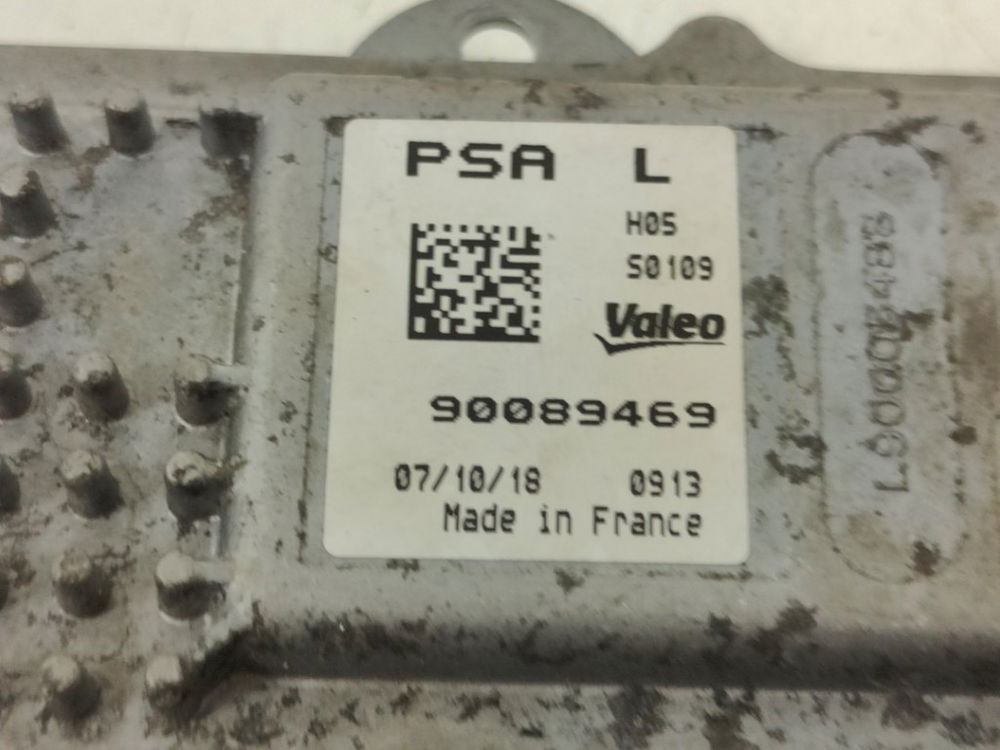 PSA L
H05
S0109
Valeo
90089469
07/10/18 0913
Made in France